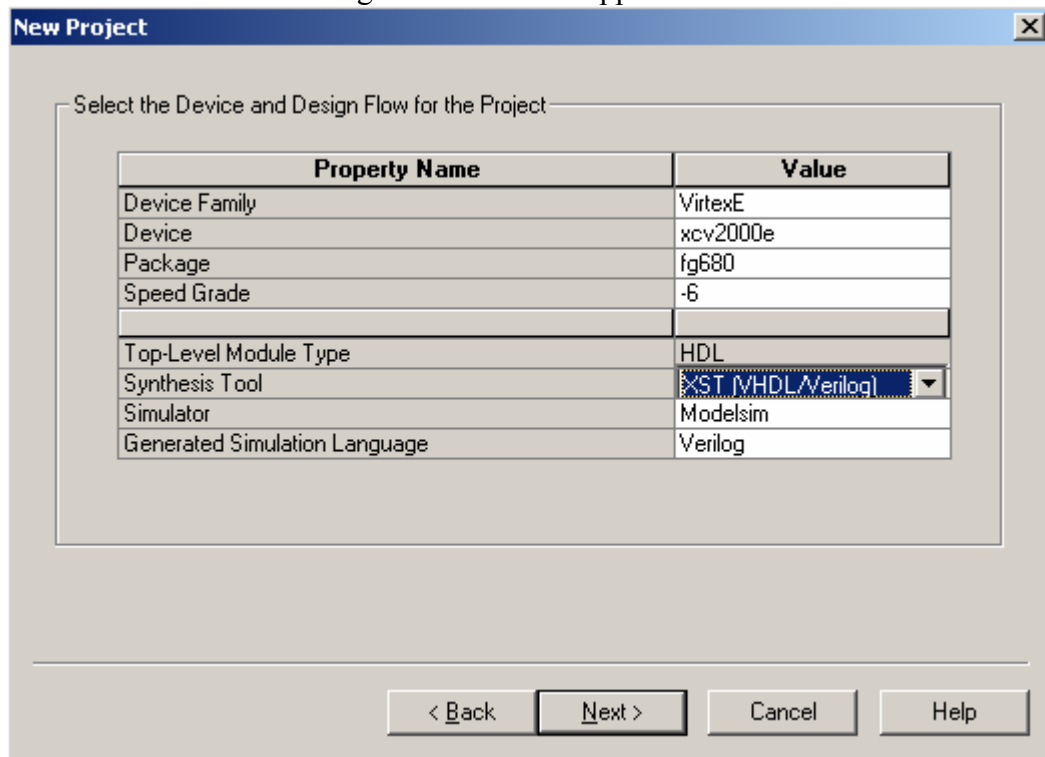 New Project
Select the Device and Design Flow for the Project
Property Name Value
Device Family VirtexE
Device xcv2000e
Package fg680
Speed Grade -6
Top-Level Module Type HDL
Synthesis Tool XST (VHDL/Verilog)
Simulator Modelsim
Generated Simulation Language Verilog
< Back Next > Cancel Help